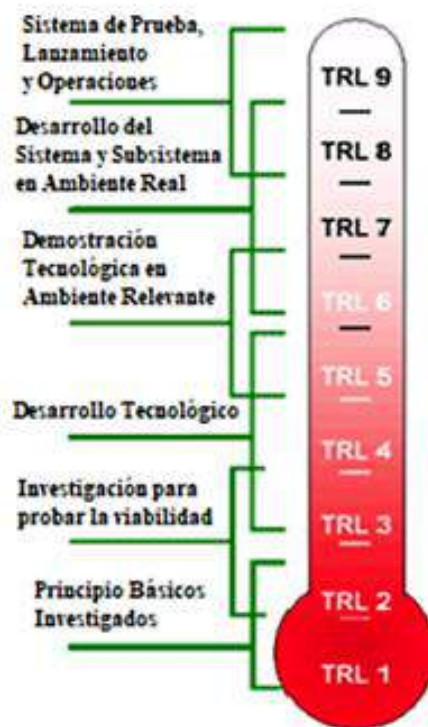 Sistema de Prueba,
Lanzamiento
y Operaciones
Desarrollo del
Sistema y Subsistema
en Ambiente Real
Demostración
Tecnológica en
Ambiente Relevante
Desarrollo Tecnológico
Investigación para
probar la viabilidad
Principio Básicos
Investigados
TRL 9
TRL 8
TRL 7
TRL 6
TRL 5
TRL 4
TRL 3
TRL 2
TRL 1